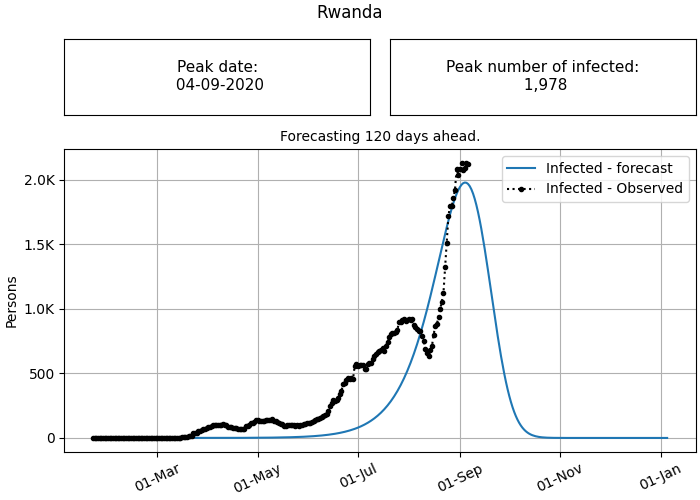 Rwanda
Peak date:
04-09-2020
Peak number of infected:
1,978
Forecasting 120 days ahead.
Infected - forecast
Infected - Observed
Persons
2.0K
1.5K
1.0K
500
0
01-Mar
01-May
01-Jul
01-Sep
01-Nov
01-Jan